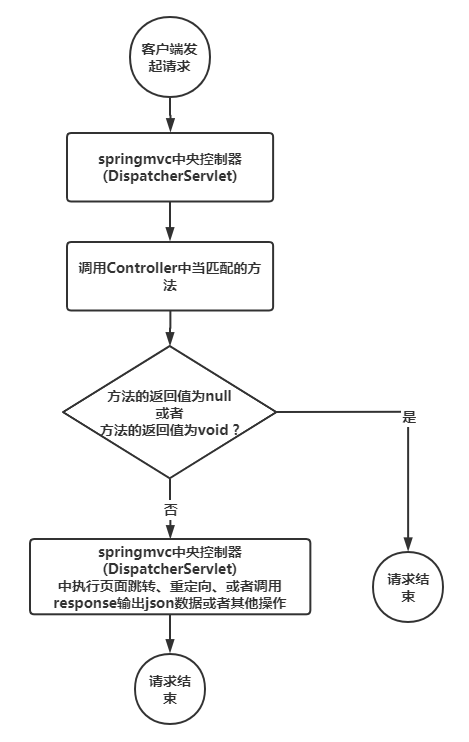 客户端发
起请求
springmvc中央控制器
(DispatcherServlet)
调用Controller中当匹配的方
法
方法的返回值为null
或者
方法的返回值为void？
是
否
springmvc中央控制器
(DispatcherServlet)
中执行页面跳转、重定向、或者调用
response输出json数据或者其他操作
请求结
束
请求结
束